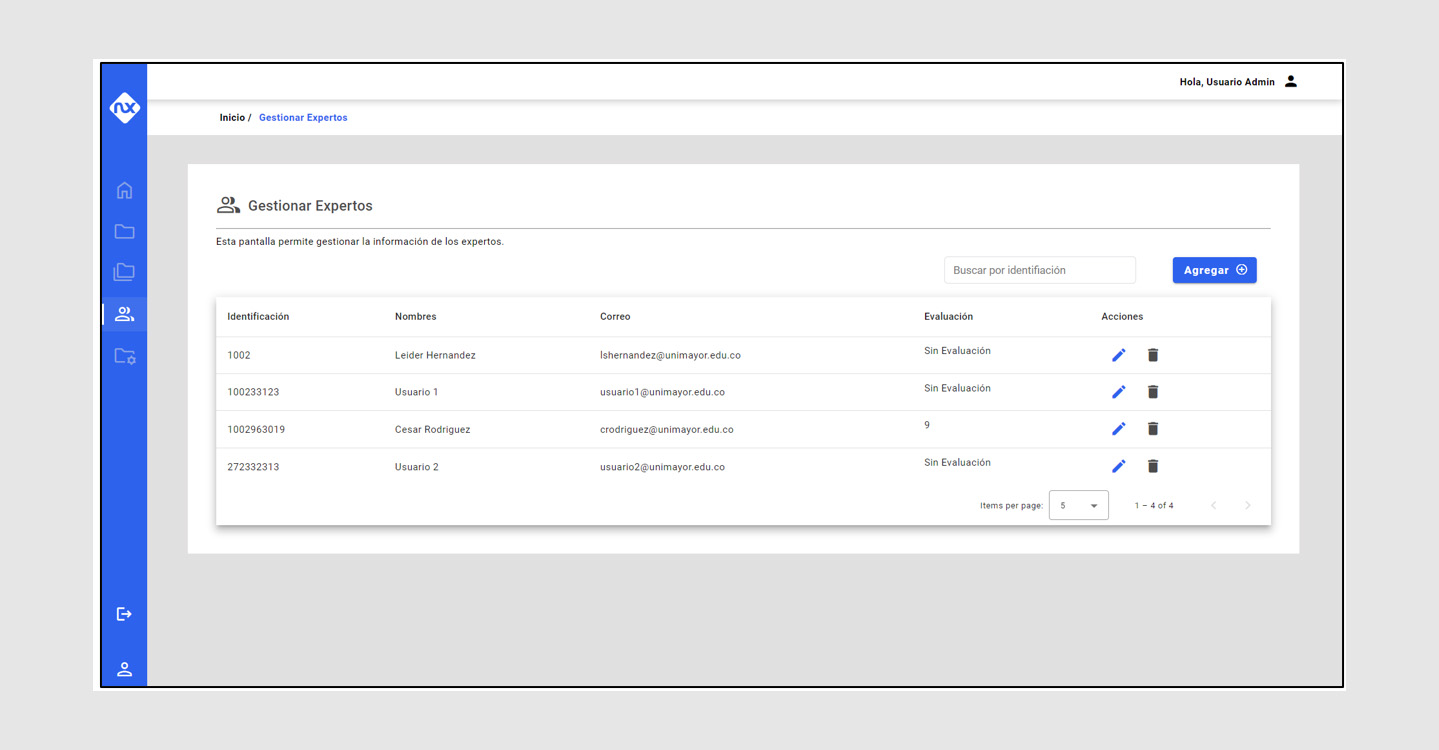 Hola, Usuario Admin
nx
Inicio / Gestionar Expertos
Gestionar Expertos
Esta pantalla permite gestionar la información de los expertos.
Buscar por identifiación
Agregar
Identificación Nombres Correo Evaluación Acciones
1002 Leider Hernandez lshernandez@unimayor.edu.co Sin Evaluación
100233123 Usuario 1 usuario1@unimayor.edu.co Sin Evaluación
1002963019 Cesar Rodriguez crodriguez@unimayor.edu.co 9
272332313 Usuario 2 usuario2@unimayor.edu.co Sin Evaluación
Items per page: 5 1 – 4 of 4